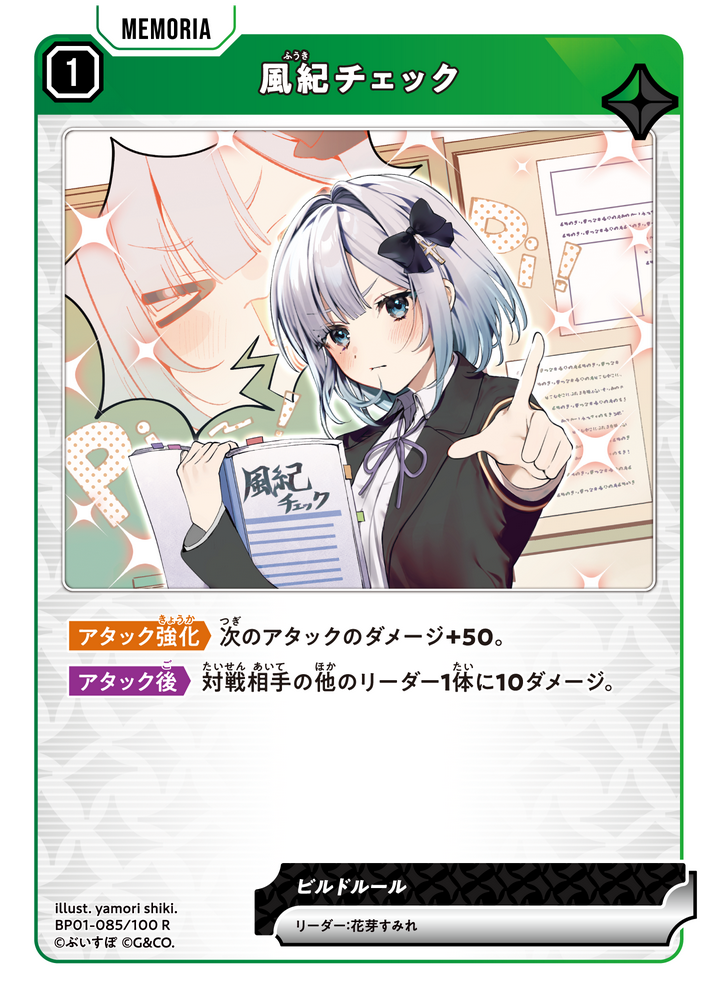 MEMORIA
1
ふうき
風紀チェック
Pi
Pi!!
風紀
チェック
きょうか つぎ
アタック強化 次のアタックのダメージ+50。
ご たいせん あいて ほか たい
アタック後 対戦相手の他のリーダー1体に10ダメージ。
ビルドルール
リーダー:花芽すみれ
illust. yamori shiki.
BP01-085/100 R
©ぶいすぽ ©G&CO.